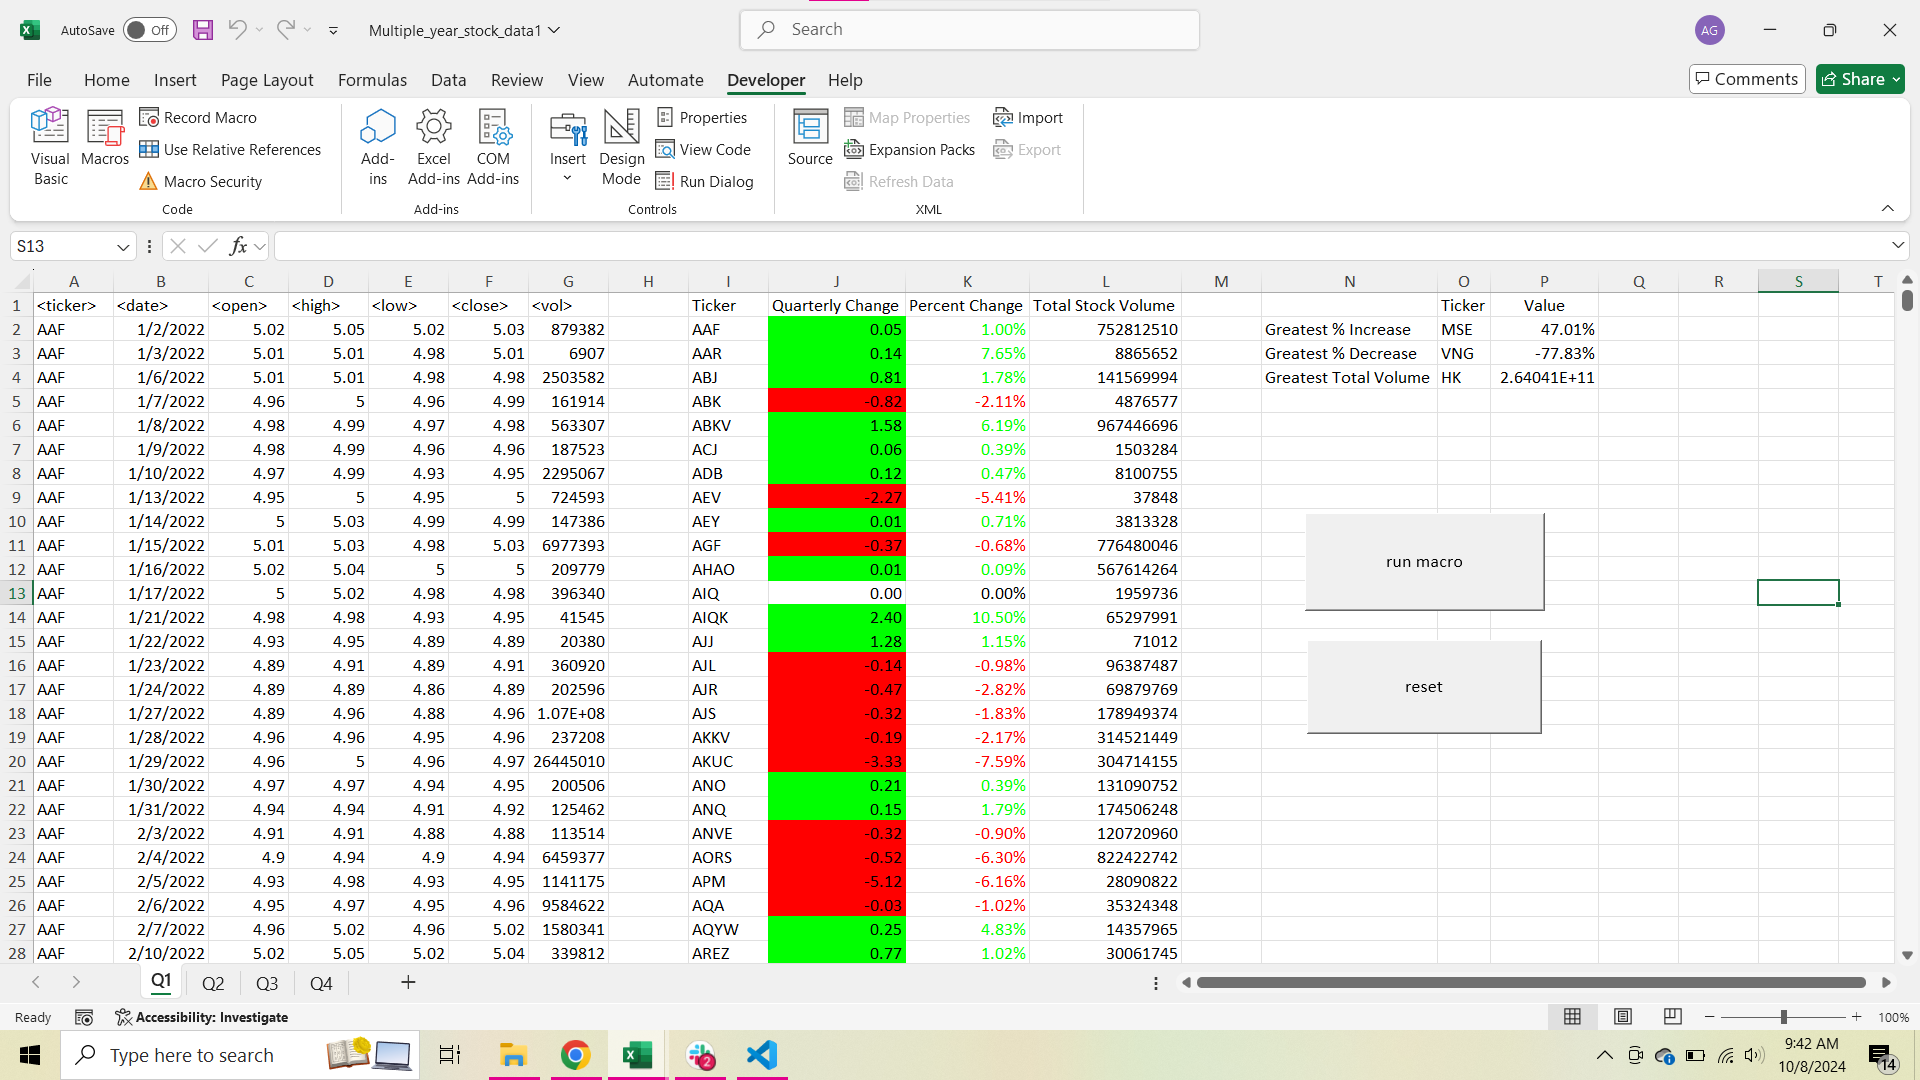 AutoSave Off Multiple_year_stock_data1 Search AG
File Home Insert Page Layout Formulas Data Review View Automate Developer Help Comments Share
Visual Basic Macros Record Macro Use Relative References Macro Security Code
Add-ins Excel Add-ins COM Add-ins Add-ins
Insert Design Mode Properties View Code Run Dialog Controls
Source Map Properties Expansion Packs Refresh Data Import Export XML
S13 fx
A B C D E F G H I J K L M N O P Q R S T
1 <ticker> <date> <open> <high> <low> <close> <vol> Ticker Quarterly Change Percent Change Total Stock Volume Ticker Value
2 AAF 1/2/2022 5.02 5.05 5.02 5.03 879382 AAF 0.05 1.00% 752812510 Greatest % Increase MSE 47.01%
3 AAF 1/3/2022 5.01 5.01 4.98 5.01 6907 AAR 0.14 7.65% 8865652 Greatest % Decrease VNG -77.83%
4 AAF 1/6/2022 5.01 5.01 4.98 4.98 2503582 ABJ 0.81 1.78% 141569994 Greatest Total Volume HK 2.64041E+11
5 AAF 1/7/2022 4.96 5 4.96 4.99 161914 ABK -0.82 -2.11% 4876577
6 AAF 1/8/2022 4.98 4.99 4.97 4.98 563307 ABKV 1.58 6.19% 967446696
7 AAF 1/9/2022 4.98 4.99 4.96 4.96 187523 ACJ 0.06 0.39% 1503284
8 AAF 1/10/2022 4.97 4.99 4.93 4.95 2295067 ADB 0.12 0.47% 8100755
9 AAF 1/13/2022 4.95 5 4.95 5 724593 AEV -2.27 -5.41% 37848
10 AAF 1/14/2022 5 5.03 4.99 4.99 147386 AEY 0.01 0.71% 3813328
11 AAF 1/15/2022 5.01 5.03 4.98 5.03 6977393 AGF -0.37 -0.68% 776480046
12 AAF 1/16/2022 5.02 5.04 5 5 209779 AHAO 0.01 0.09% 567614264 run macro
13 AAF 1/17/2022 5 5.02 4.98 4.98 396340 AIQ 0.00 0.00% 1959736
14 AAF 1/21/2022 4.98 4.98 4.93 4.95 41545 AIQK 2.40 10.50% 65297991
15 AAF 1/22/2022 4.93 4.95 4.89 4.89 20380 AJJ 1.28 1.15% 71012
16 AAF 1/23/2022 4.89 4.91 4.89 4.91 360920 AJL -0.14 -0.98% 96387487
17 AAF 1/24/2022 4.89 4.89 4.86 4.89 202596 AJR -0.47 -2.82% 69879769 reset
18 AAF 1/27/2022 4.89 4.96 4.88 4.96 1.07E+08 AJS -0.32 -1.83% 178949374
19 AAF 1/28/2022 4.96 4.96 4.95 4.96 237208 AKKV -0.19 -2.17% 314521449
20 AAF 1/29/2022 4.96 5 4.96 4.97 26445010 AKUC -3.33 -7.59% 304714155
21 AAF 1/30/2022 4.97 4.97 4.94 4.95 200506 ANO 0.21 0.39% 131090752
22 AAF 1/31/2022 4.94 4.94 4.91 4.92 125462 ANQ 0.15 1.79% 174506248
23 AAF 2/3/2022 4.91 4.91 4.88 4.88 113514 ANVE -0.32 -0.90% 120720960
24 AAF 2/4/2022 4.9 4.94 4.9 4.94 6459377 AORS -0.52 -6.30% 822422742
25 AAF 2/5/2022 4.93 4.98 4.93 4.95 1141175 APM -5.12 -6.16% 28090822
26 AAF 2/6/2022 4.95 4.97 4.95 4.96 9584622 AQA -0.03 -1.02% 35324348
27 AAF 2/7/2022 4.96 5.02 4.96 5.02 1580341 AQYW 0.25 4.83% 14357965
28 AAF 2/10/2022 5.02 5.05 5.02 5.04 339812 AREZ 0.77 1.02% 30061745
Q1 Q2 Q3 Q4
Ready Accessibility: Investigate 100%
Type here to search 2 9:42 AM
10/8/2024 14